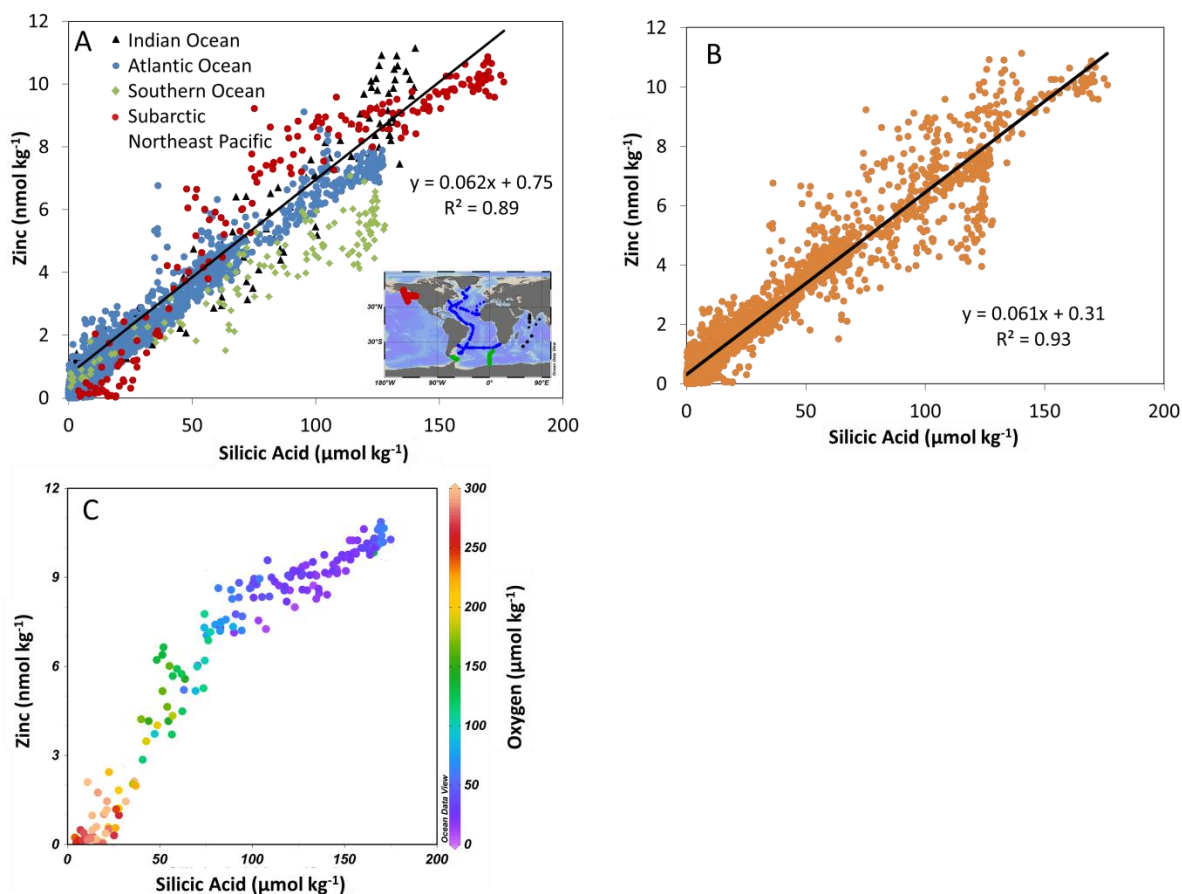 A
Indian Ocean
Atlantic Ocean
Southern Ocean
Subarctic
Northeast Pacific
y = 0.062x + 0.75
R² = 0.89
12
10
8
6
4
2
0
Zinc (nmol kg⁻¹)
0 50 100 150 200
Silicic Acid (µmol kg⁻¹)
30°N
30°S
180°W 90°W 0° 90°E
Ocean Data View
B
y = 0.061x + 0.31
R² = 0.93
12
10
8
6
4
2
0
Zinc (nmol kg⁻¹)
0 50 100 150 200
Silicic Acid (µmol kg⁻¹)
C
12
9
6
3
0
Zinc (nmol kg⁻¹)
0 50 100 150 200
Silicic Acid (µmol kg⁻¹)
300
250
200
150
100
50
0
Oxygen (µmol kg⁻¹)
Ocean Data View